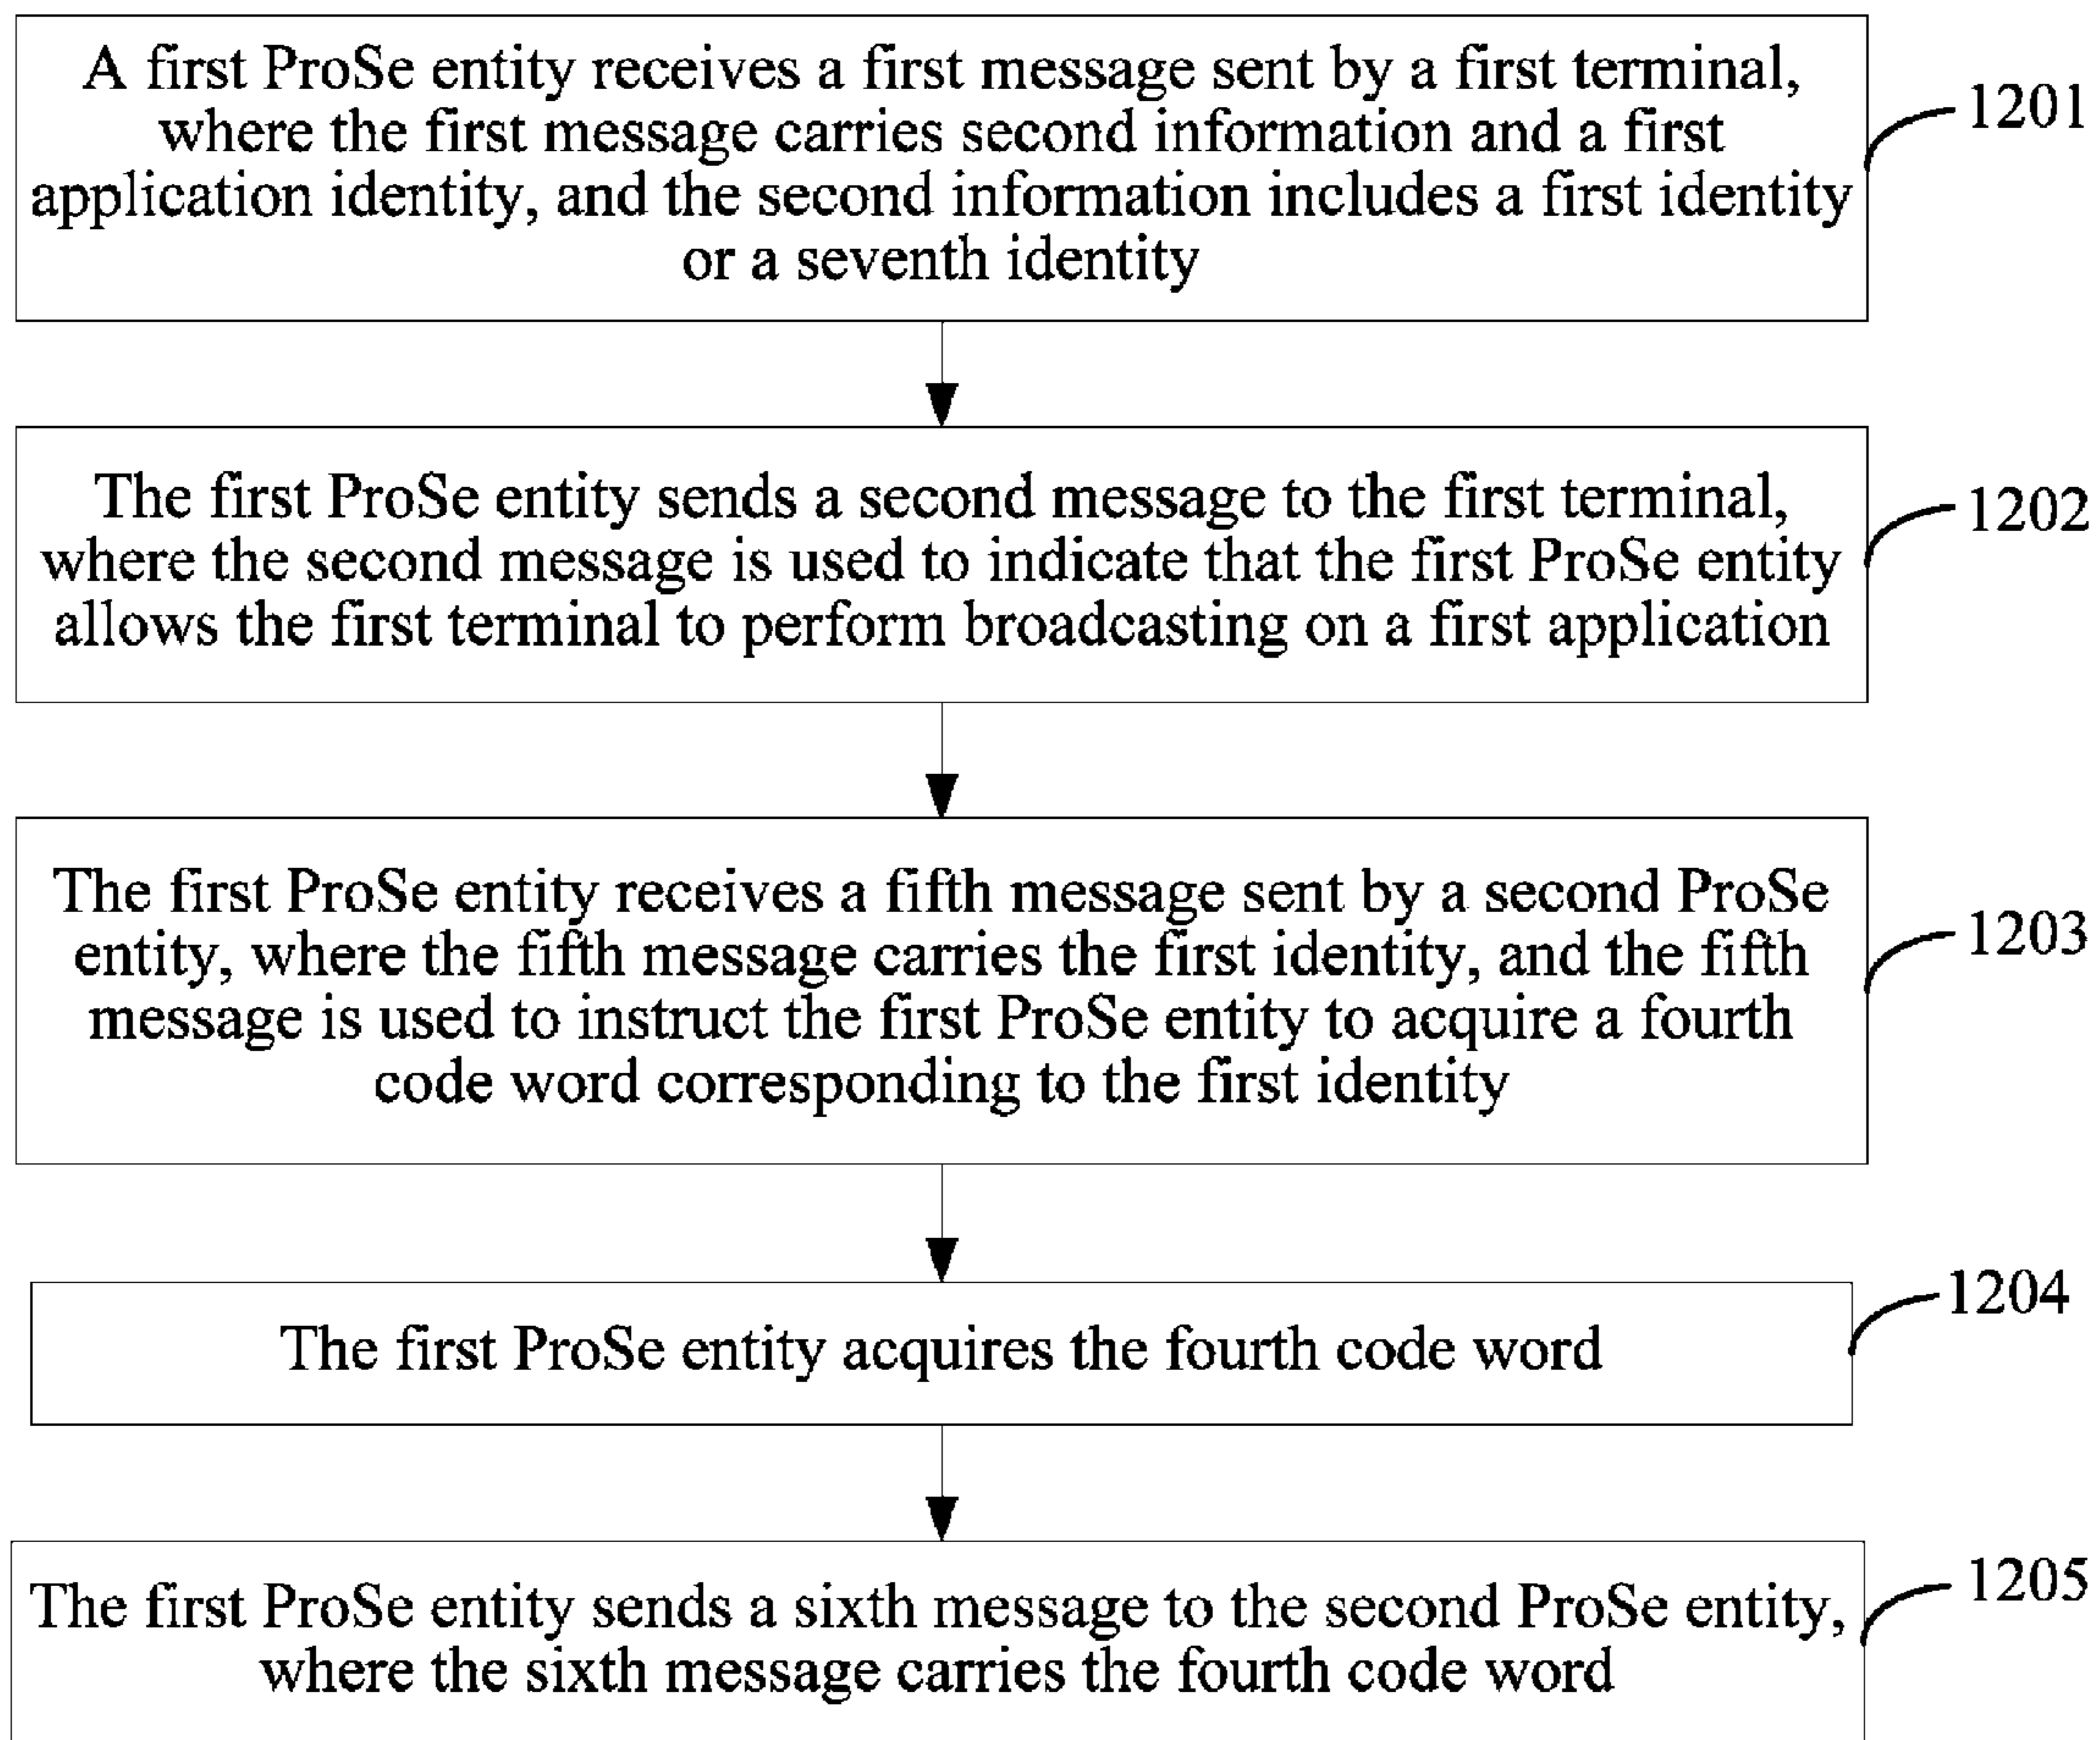 A first ProSe entity receives a first message sent by a first terminal,
where the first message carries second information and a first
application identity, and the second information includes a first identity
or a seventh identity
1201
The first ProSe entity sends a second message to the first terminal,
where the second message is used to indicate that the first ProSe entity
allows the first terminal to perform broadcasting on a first application
1202
The first ProSe entity receives a fifth message sent by a second ProSe
entity, where the fifth message carries the first identity, and the fifth
message is used to instruct the first ProSe entity to acquire a fourth
code word corresponding to the first identity
1203
The first ProSe entity acquires the fourth code word
1204
The first ProSe entity sends a sixth message to the second ProSe entity,
where the sixth message carries the fourth code word
1205